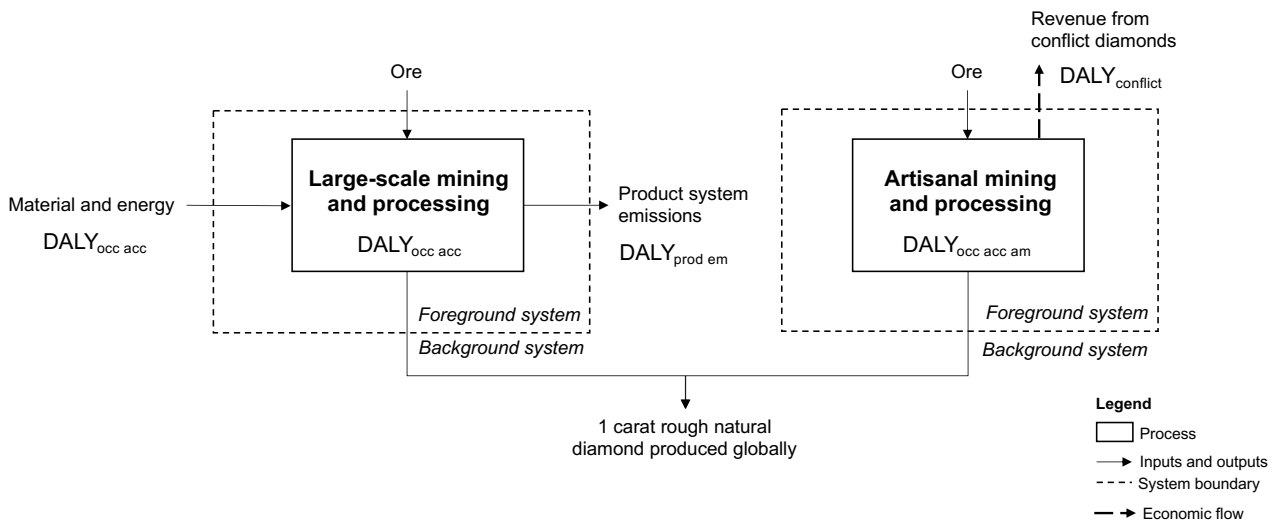 Revenue from
conflict diamonds
DALYconflict
Ore
Ore
Large-scale mining
and processing
DALYocc acc
Artisanal mining
and processing
DALYocc acc am
Material and energy
DALYocc acc
Product system
emissions
DALYprod em
Foreground system
Background system
Foreground system
Background system
1 carat rough natural
diamond produced globally
Legend
Process
Inputs and outputs
System boundary
Economic flow